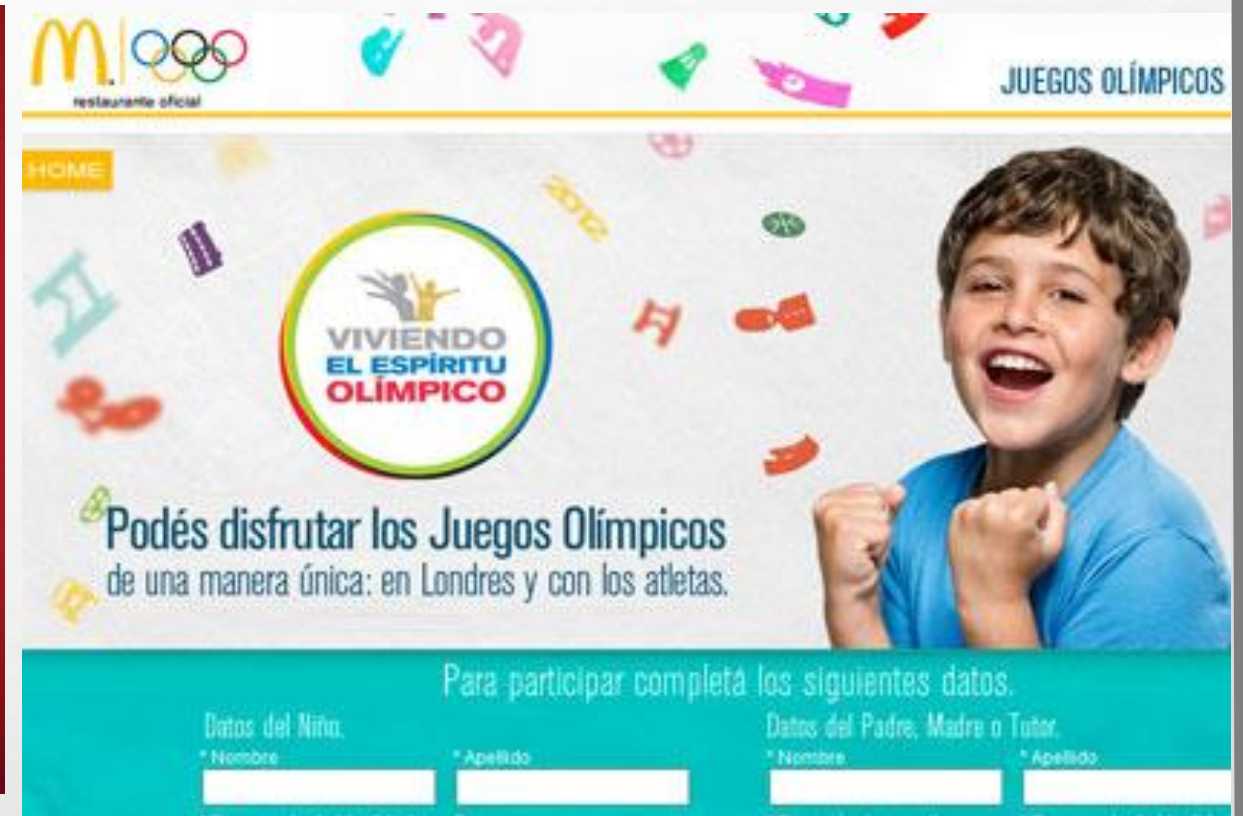 M
restaurante oficial
JUEGOS OLÍMPICOS
HOME
2012
VIVIENDO
EL ESPÍRITU
OLÍMPICO
Podés disfrutar los Juegos Olímpicos
de una manera única: en Londres y con los atletas.
Para participar completá los siguientes datos.
Datos del Niño.
Datos del Padre, Madre o Tutor.
* Nombre
* Apellido
* Nombre
* Apellido